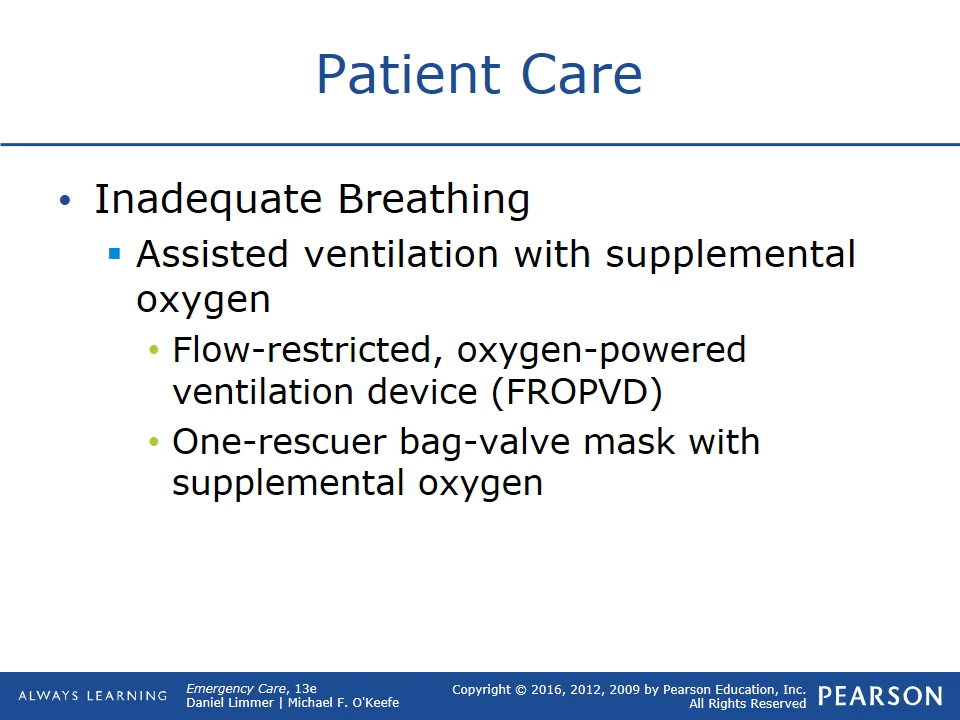 Patient Care
• Inadequate Breathing
▪ Assisted ventilation with supplemental
oxygen
• Flow-restricted, oxygen-powered
ventilation device (FROPVD)
• One-rescuer bag-valve mask with
supplemental oxygen
ALWAYS LEARNING
Emergency Care, 13e
Daniel Limmer | Michael F. O'Keefe
Copyright © 2016, 2012, 2009 by Pearson Education, Inc.
All Rights Reserved
PEARSON